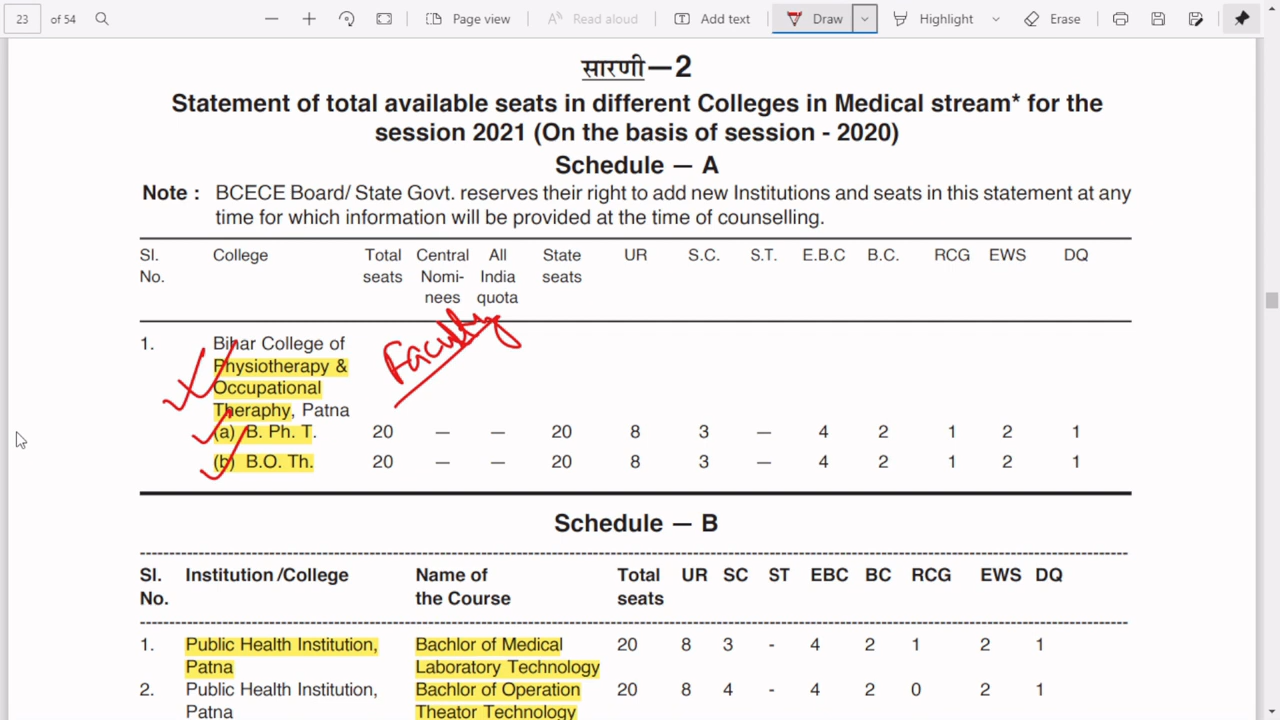 23 of 54 Page view Read aloud Add text Draw Highlight Erase
सारणी—2
Statement of total available seats in different Colleges in Medical stream* for the
session 2021 (On the basis of session - 2020)
Schedule — A
Note : BCECE Board/ State Govt. reserves their right to add new Institutions and seats in this statement at any
time for which information will be provided at the time of counselling.
Sl. College Total Central All State UR S.C. S.T. E.B.C B.C. RCG EWS DQ
No. seats Nomi- India seats
nees quota
Faculty
1. Bihar College of
Physiotherapy &
Occupational
Theraphy, Patna
(a) B. Ph. T. 20 — — 20 8 3 — 4 2 1 2 1
(b) B.O. Th. 20 — — 20 8 3 — 4 2 1 2 1
Schedule — B
Sl. Institution /College Name of Total UR SC ST EBC BC RCG EWS DQ
No. the Course seats
1. Public Health Institution, Bachlor of Medical 20 8 3 - 4 2 1 2 1
Patna Laboratory Technology
2. Public Health Institution, Bachlor of Operation 20 8 4 - 4 2 0 2 1
Patna Theator Technology